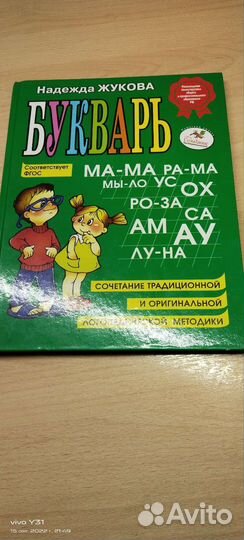 Надежда ЖУКОВА
БУКВАРЬ
Соответствует
ФГОС
МА-МА РА-МА
МЫ-ЛО УС ОХ
РО-ЗА СА
АМ АУ
ЛУ-НА
СОЧЕТАНИЕ ТРАДИЦИОННОЙ
И ОРИГИНАЛЬНОЙ
ЛОГОПЕДИЧЕСКОЙ МЕТОДИКИ
vivo Y31
Avito